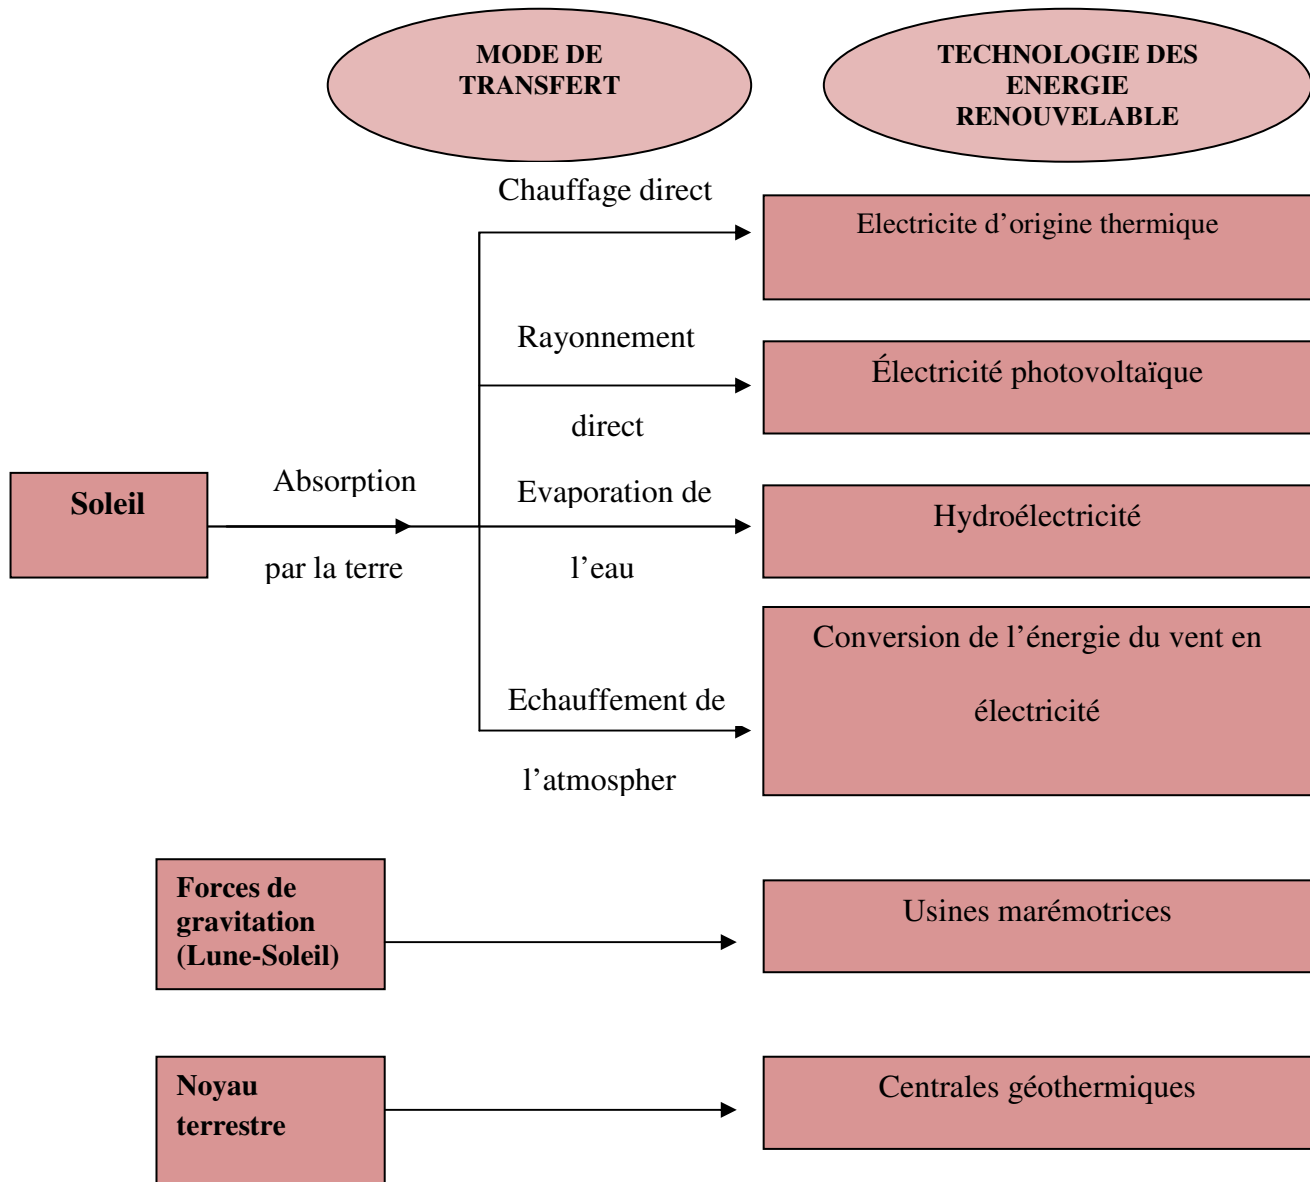 MODE DE
TRANSFERT
TECHNOLOGIE DES
ENERGIE
RENOUVELABLE
Chauffage direct
Electricite d’origine thermique
Rayonnement
direct
Électricité photovoltaïque
Soleil
Absorption
par la terre
Evaporation de
l’eau
Hydroélectricité
Echauffement de
l’atmospher
Conversion de l’énergie du vent en
électricité
Forces de
gravitation
(Lune-Soleil)
Usines marémotrices
Noyau
terrestre
Centrales géothermiques